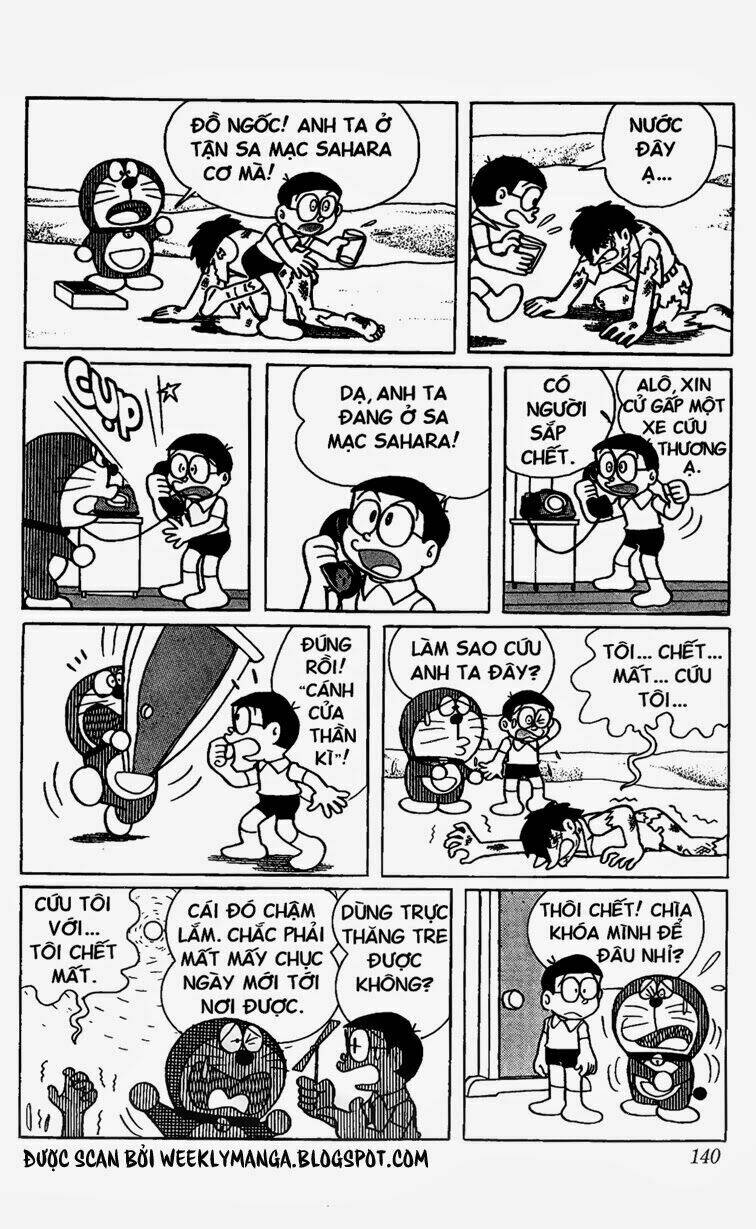 NƯỚC
ĐÂY
Ạ...
ĐỒ NGỐC! ANH TA Ở
TẬN SA MẠC SAHARA
CƠ MÀ!
ALÔ, XIN
CỬ GẤP MỘT
XE CỨU
THƯƠNG
Ạ.
CÓ
NGƯỜI
SẮP
CHẾT.
DẠ, ANH TA
ĐANG Ở SA
MẠC SAHARA!
CỤP
TÔI... CHẾT...
MẤT... CỨU
TÔI...
LÀM SAO CỨU
ANH TA ĐÂY?
ĐÚNG
RỒI!
"CÁNH
CỬA
THẦN
KÌ"!
THÔI CHẾT! CHÌA
KHÓA MÌNH ĐỂ
ĐÂU NHỈ?
DÙNG TRỰC
THĂNG TRE
ĐƯỢC
KHÔNG?
CÁI ĐÓ CHẬM
LẮM. CHẮC PHẢI
MẤT MẤY CHỤC
NGÀY MỚI TỚI
NƠI ĐƯỢC.
CỨU TÔI
VỚI...
TÔI CHẾT
MẤT.
ĐƯỢC SCAN BỞI WEEKLYMANGA.BLOGSPOT.COM
140